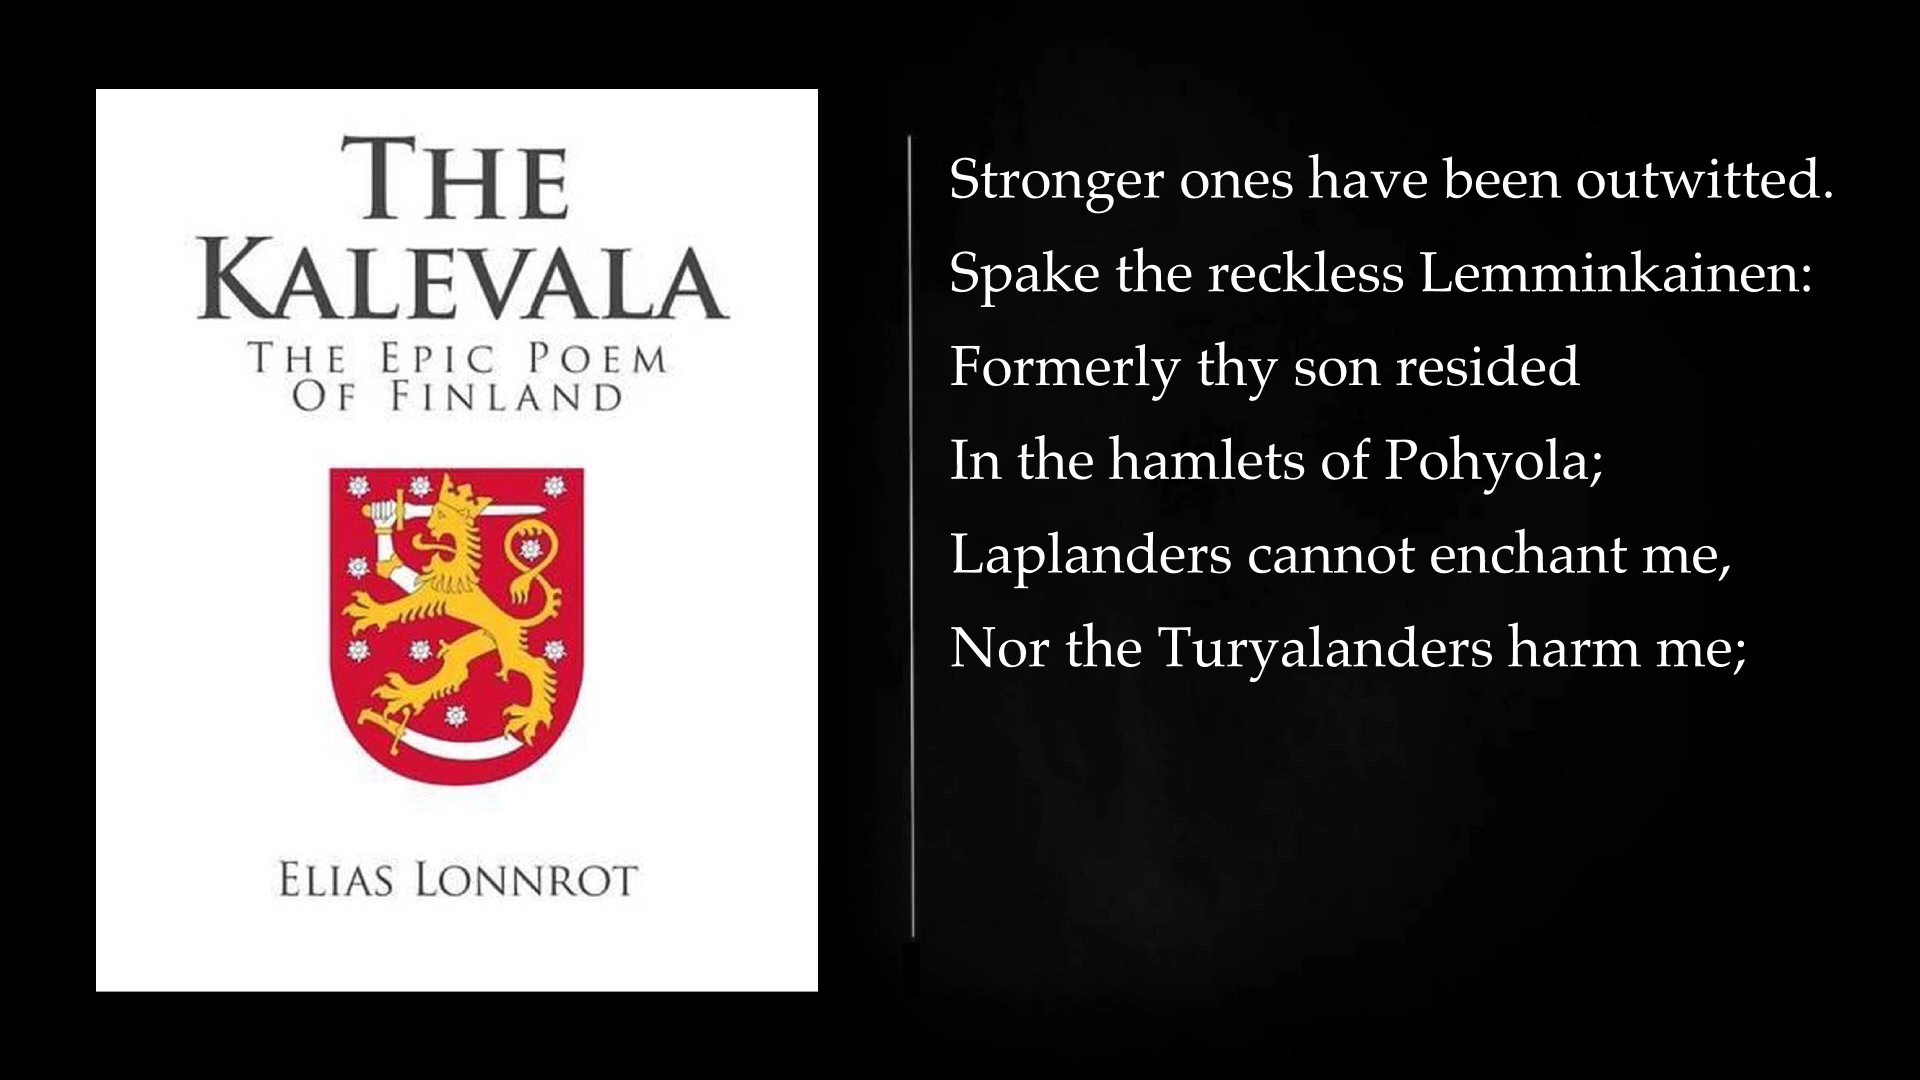 THE
KALEVALA
THE EPIC POEM
OF FINLAND
ELIAS LONNROT
Stronger ones have been outwitted.
Spake the reckless Lemminkainen:
Formerly thy son resided
In the hamlets of Pohyola;
Laplanders cannot enchant me,
Nor the Turyalanders harm me;